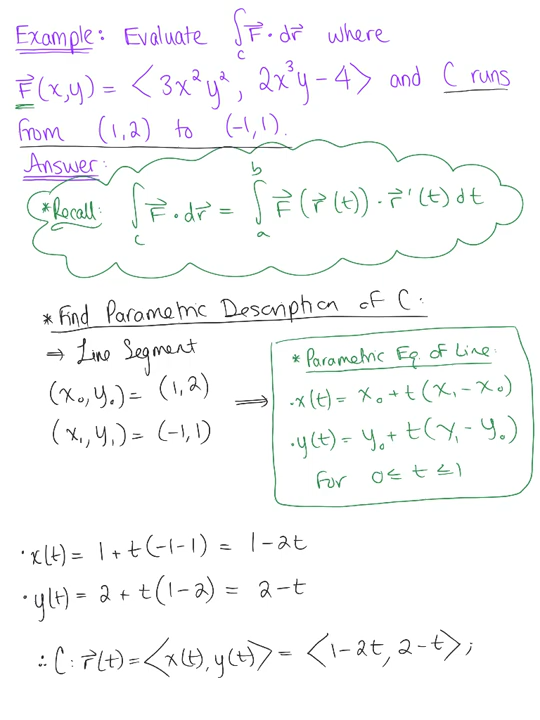 Example: Evaluate ∫_C F⃗ · dr⃗ where
F⃗(x,y) = <3x²y², 2x³y − 4> and C runs
from (1,2) to (-1,1).
Answer:
*Recall: ∫_C F⃗ · dr⃗ = ∫_a^b F⃗(r⃗(t)) · r⃗'(t) dt
*Find Parametric Description of C:
⇒ Line Segment
(x₀, y₀) = (1,2)
(x₁, y₁) = (-1,1)
⟹
*Parametric Eq. of Line:
·x(t) = x₀ + t(x₁ − x₀)
·y(t) = y₀ + t(y₁ − y₀)
For 0 ≤ t ≤ 1
·x(t) = 1 + t(-1-1) = 1-2t
·y(t) = 2 + t(1-2) = 2-t
∴ C: r⃗(t) = <x(t), y(t)> = <1-2t, 2-t>;